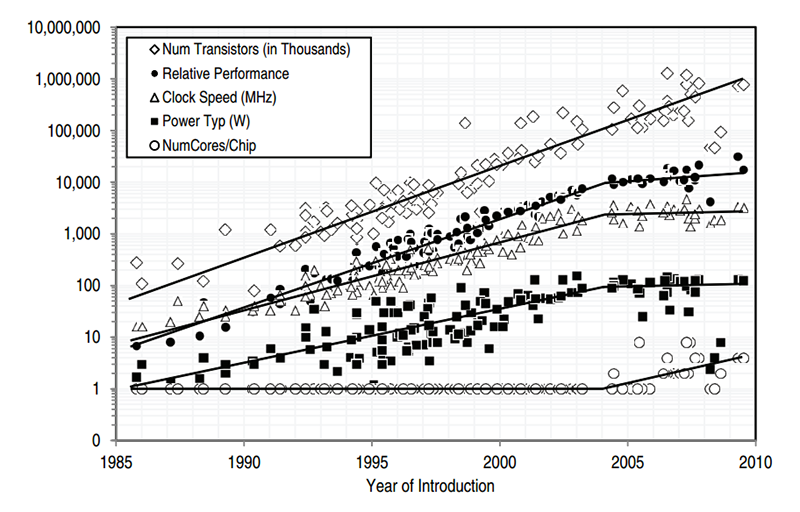 10,000,000
1,000,000
100,000
10,000
1,000
100
10
1
0
Num Transistors (in Thousands)
Relative Performance
Clock Speed (MHz)
Power Typ (W)
NumCores/Chip
1985 1990 1995 2000 2005 2010
Year of Introduction